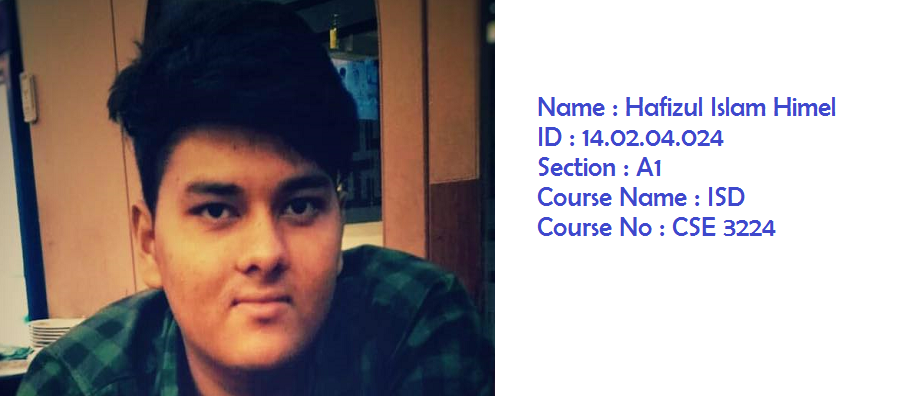 Name : Hafizul Islam Himel
ID : 14.02.04.024
Section : A1
Course Name : ISD
Course No : CSE 3224